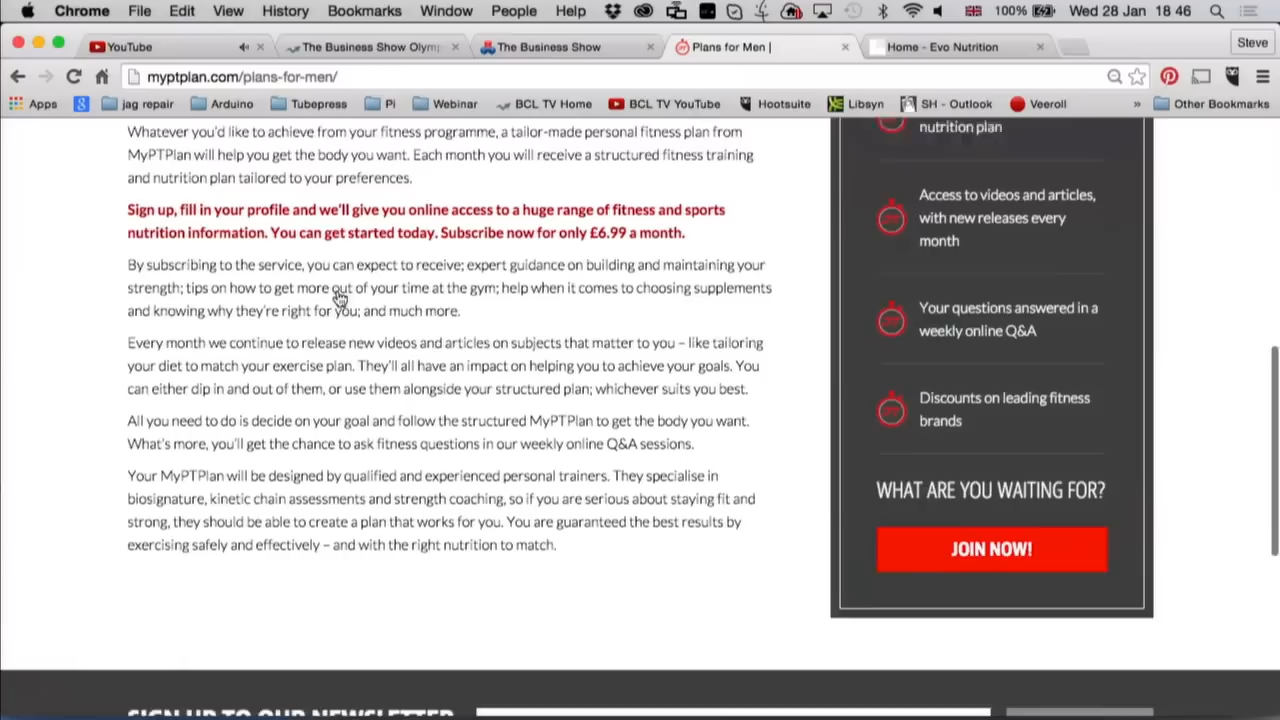 Chrome File Edit View History Bookmarks Window People Help 100% Wed 28 Jan 18 46
YouTube The Business Show Olym The Business Show Plans for Men | Home - Evo Nutrition Steve
myptplan.com/plans-for-men/
Apps jag repair Arduino Tubepress Pi Webinar BCL TV Home BCL TV YouTube Hootsuite Libsyn SH - Outlook Veeroll » Other Bookmarks
Whatever you'd like to achieve from your fitness programme, a tailor-made personal fitness plan from
MyPTPlan will help you get the body you want. Each month you will receive a structured fitness training
and nutrition plan tailored to your preferences.
Sign up, fill in your profile and we'll give you online access to a huge range of fitness and sports
nutrition information. You can get started today. Subscribe now for only £6.99 a month.
By subscribing to the service, you can expect to receive; expert guidance on building and maintaining your
strength; tips on how to get more out of your time at the gym; help when it comes to choosing supplements
and knowing why they're right for you; and much more.
Every month we continue to release new videos and articles on subjects that matter to you – like tailoring
your diet to match your exercise plan. They'll all have an impact on helping you to achieve your goals. You
can either dip in and out of them, or use them alongside your structured plan; whichever suits you best.
All you need to do is decide on your goal and follow the structured MyPTPlan to get the body you want.
What's more, you'll get the chance to ask fitness questions in our weekly online Q&A sessions.
Your MyPTPlan will be designed by qualified and experienced personal trainers. They specialise in
biosignature, kinetic chain assessments and strength coaching, so if you are serious about staying fit and
strong, they should be able to create a plan that works for you. You are guaranteed the best results by
exercising safely and effectively – and with the right nutrition to match.
nutrition plan
Access to videos and articles,
with new releases every
month
Your questions answered in a
weekly online Q&A
Discounts on leading fitness
brands
WHAT ARE YOU WAITING FOR?
JOIN NOW!
SIGN UP TO OUR NEWSLETTER